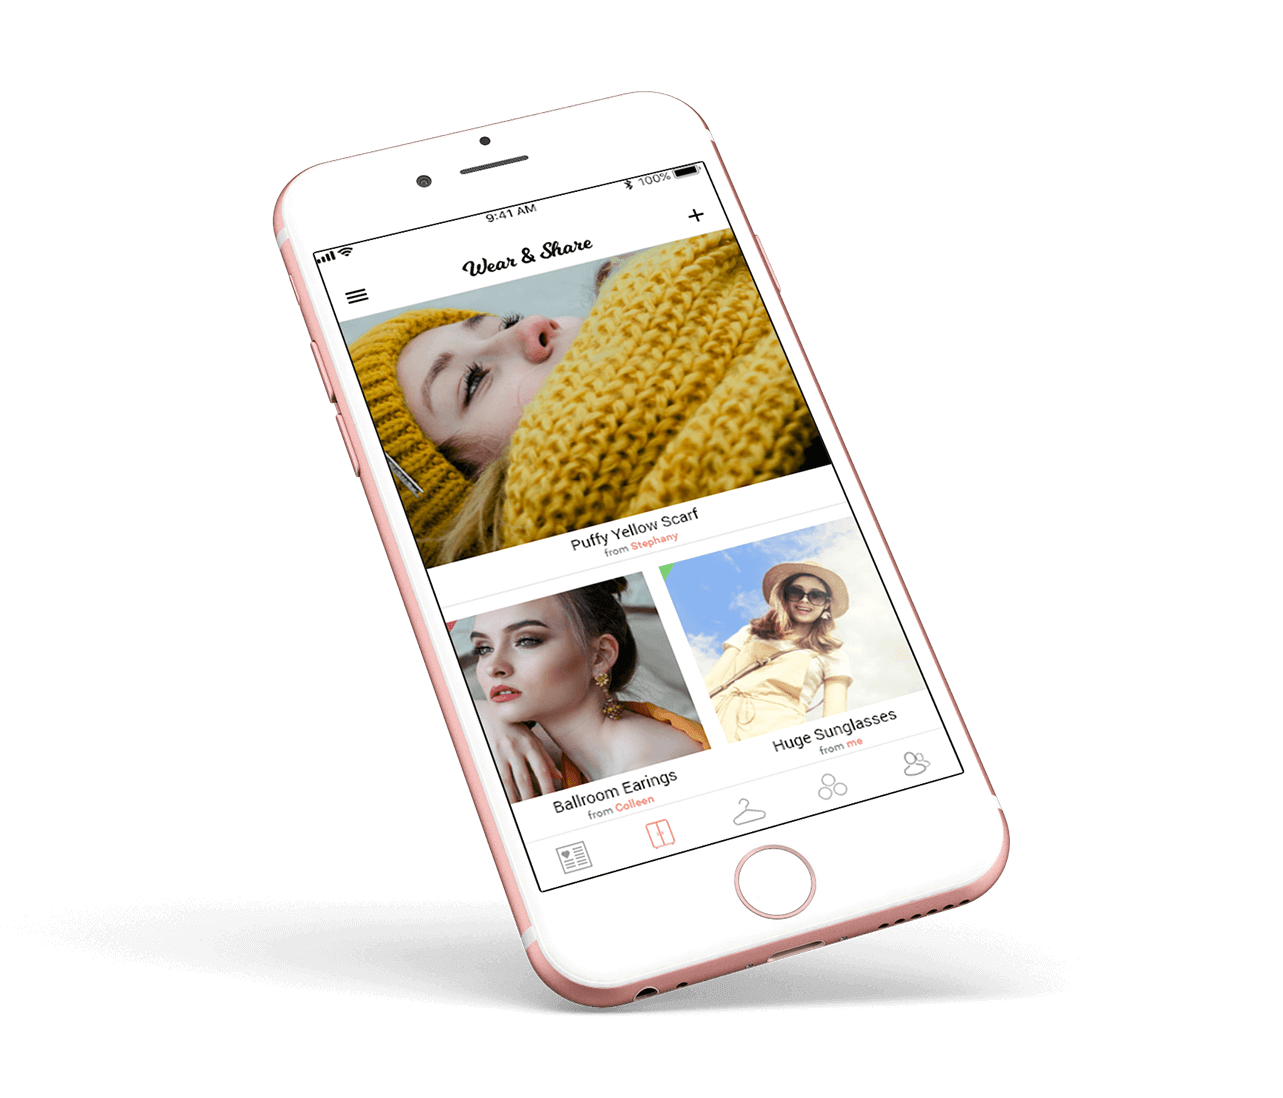 9:41 AM
100%
Wear & Share
Puffy Yellow Scarf
from Stephany
Ballroom Earings
from Colleen
Huge Sunglasses
from me